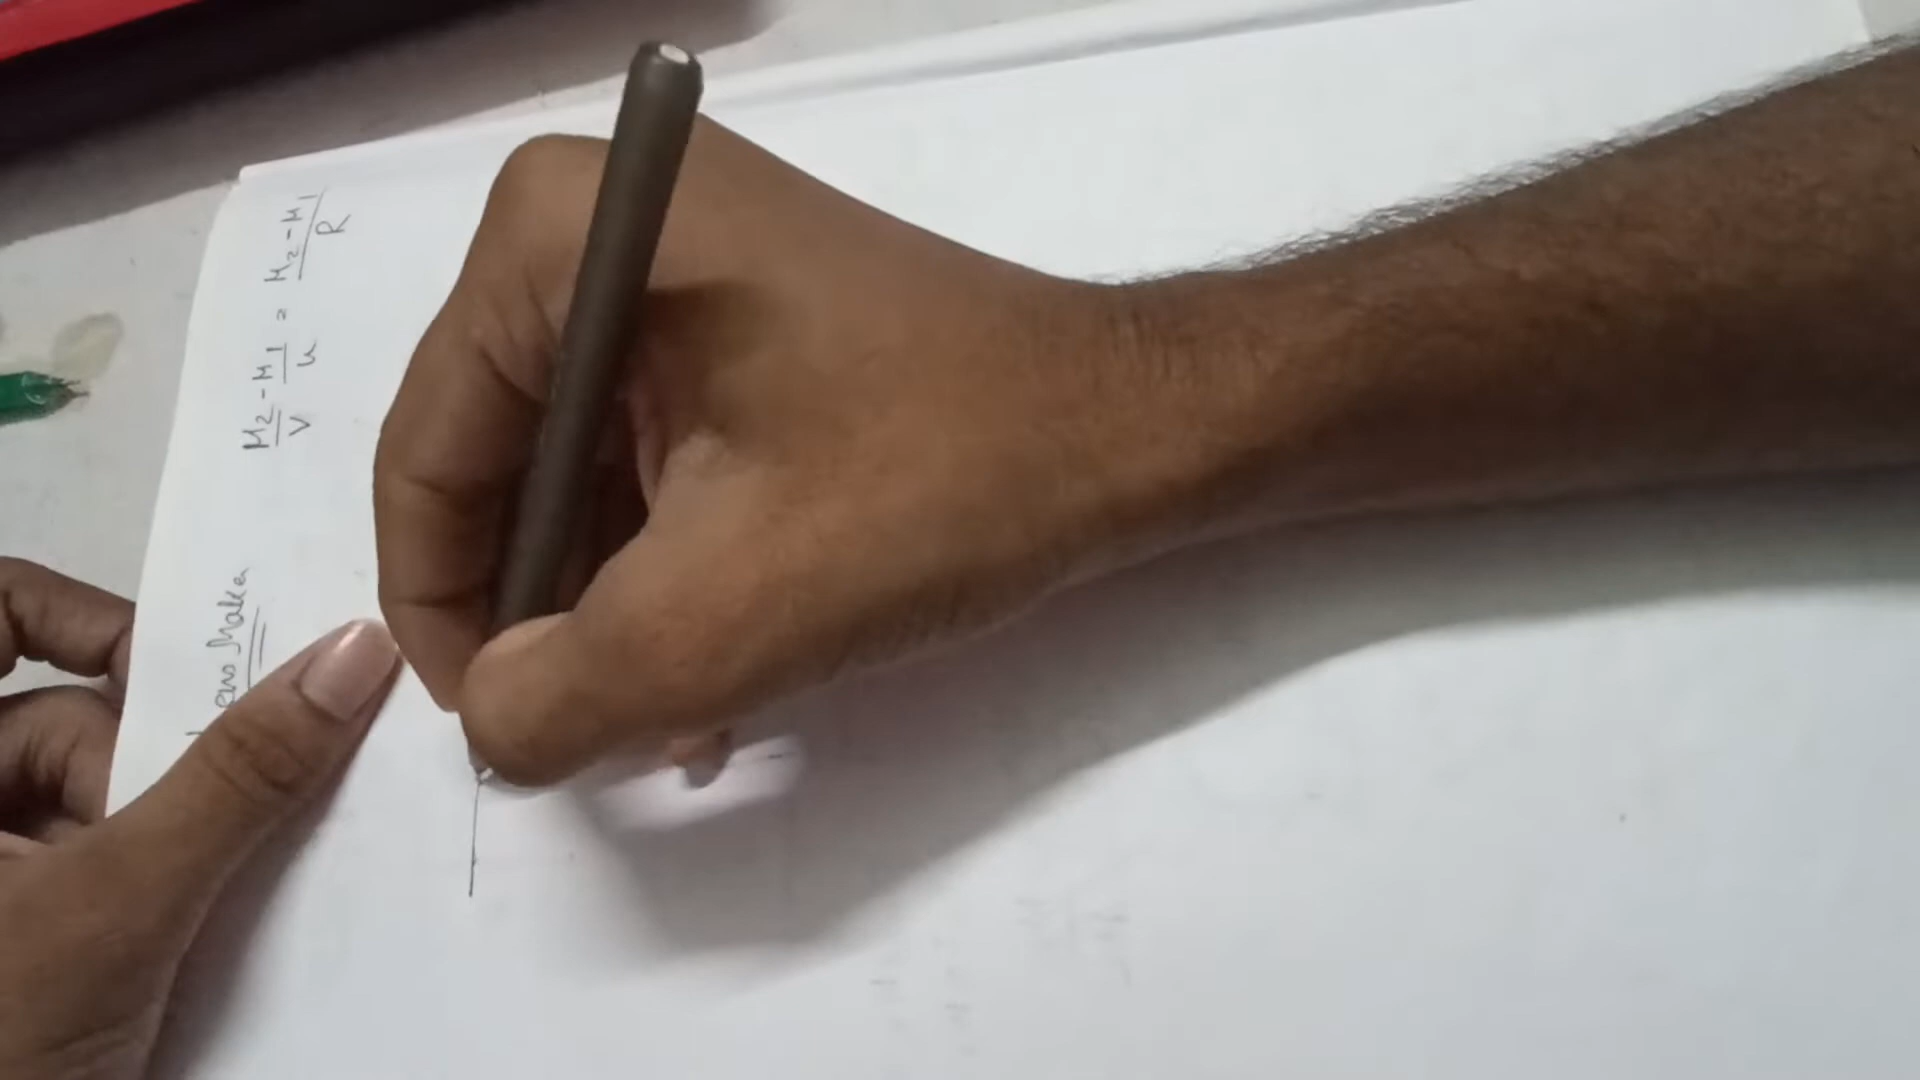 Lens Maker
μ2/v - μ1/u = μ2-μ1/R